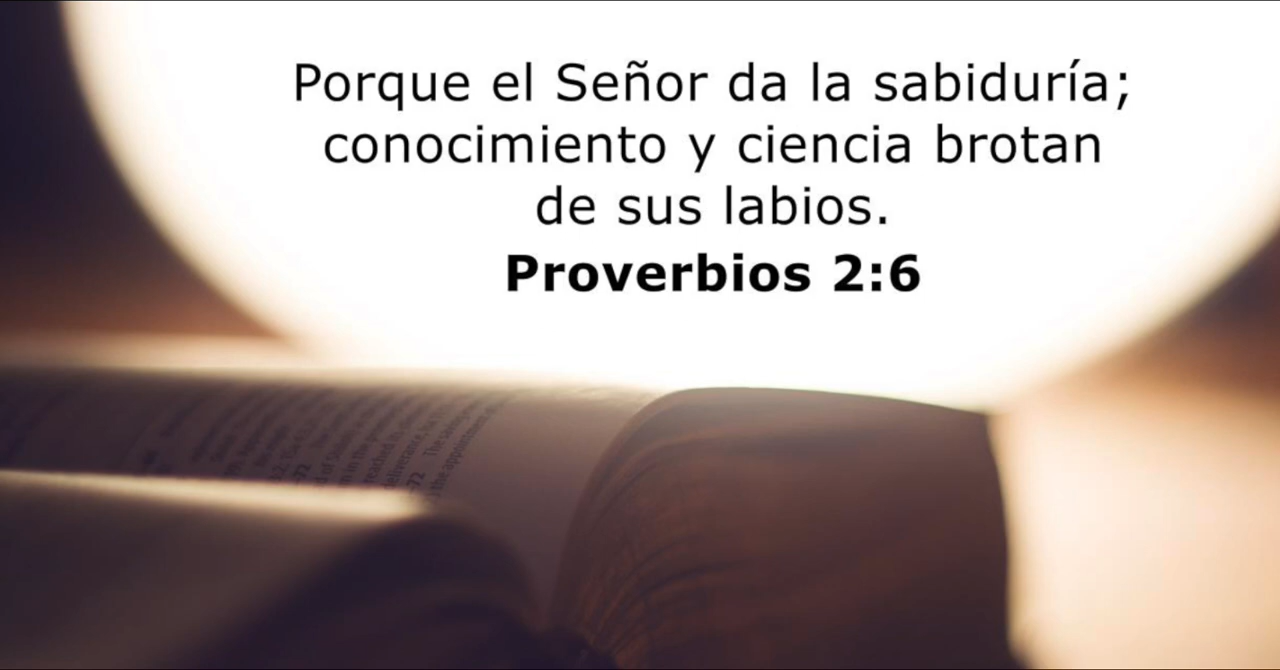 Porque el Señor da la sabiduría;
conocimiento y ciencia brotan
de sus labios.
Proverbios 2:6